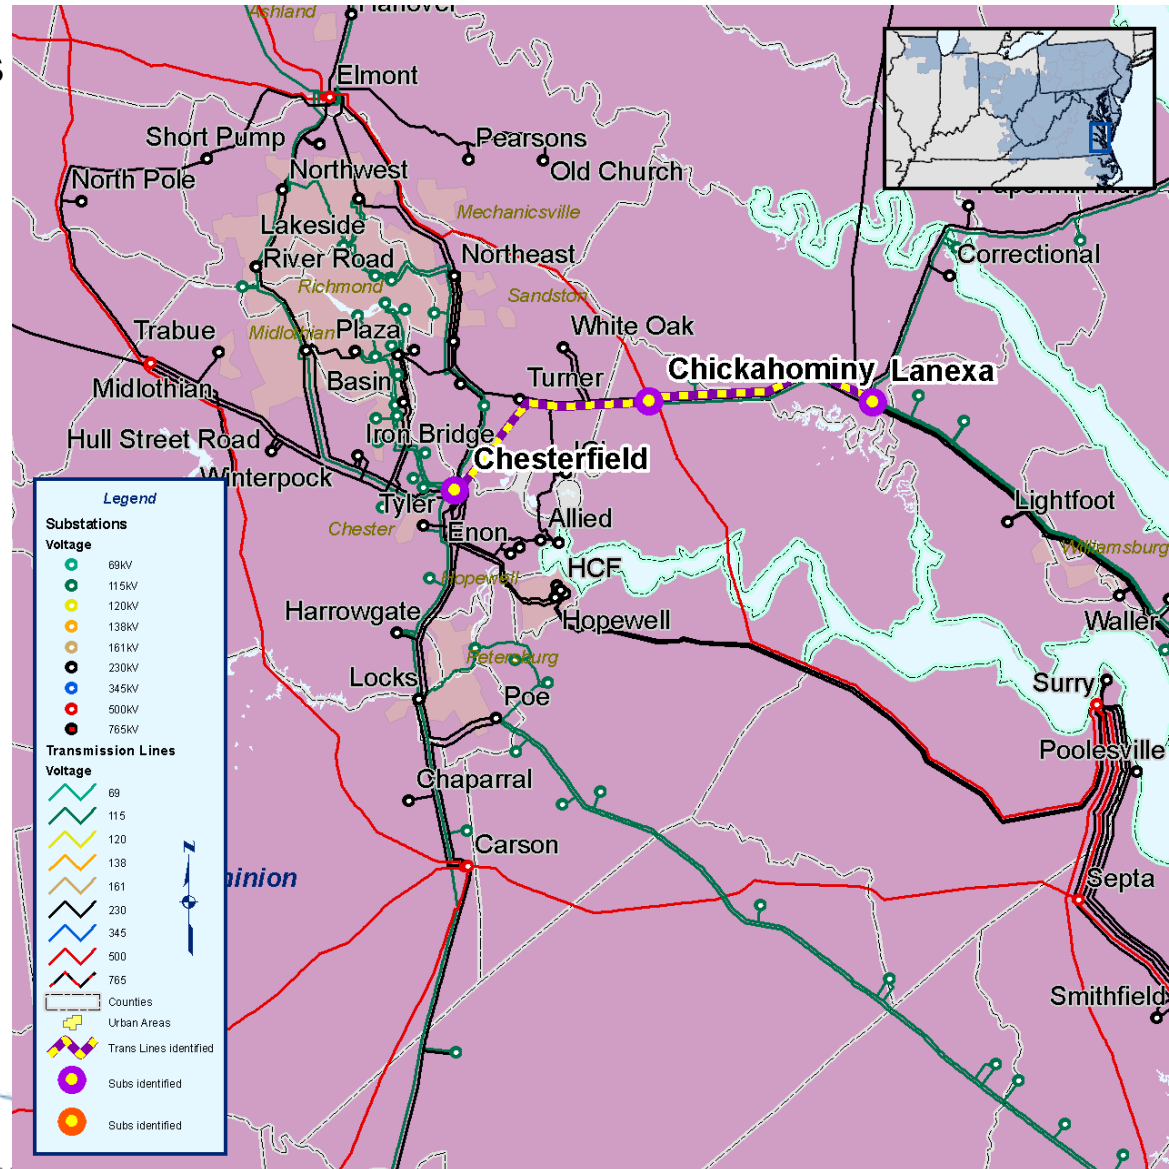 Ashland
Hanover
Elmont
Short Pump
Pearsons
Old Church
North Pole
Northwest
Mechanicsville
Lakeside
River Road
Northeast
Correctional
Richmond
Sandston
Trabue
Midlothian
Plaza
White Oak
Midlothian
Basin
Turner
Chickahominy
Lanexa
Hull Street Road
Iron Bridge
Winterpock
Chesterfield
Tyler
Chester
Enon
Allied
Lightfoot
Williamsburg
Hopewell
HCF
Harrowgate
Hopewell
Waller
Petersburg
Locks
Poe
Surry
Poolesville
Chaparral
Carson
Septa
minion
Smithfield
Legend
Substations
Voltage
69kV
115kV
120kV
138kV
161kV
230kV
345kV
500kV
765kV
Transmission Lines
Voltage
69
115
120
138
161
230
345
500
765
Counties
Urban Areas
Trans Lines identified
Subs identified
Subs identified
N